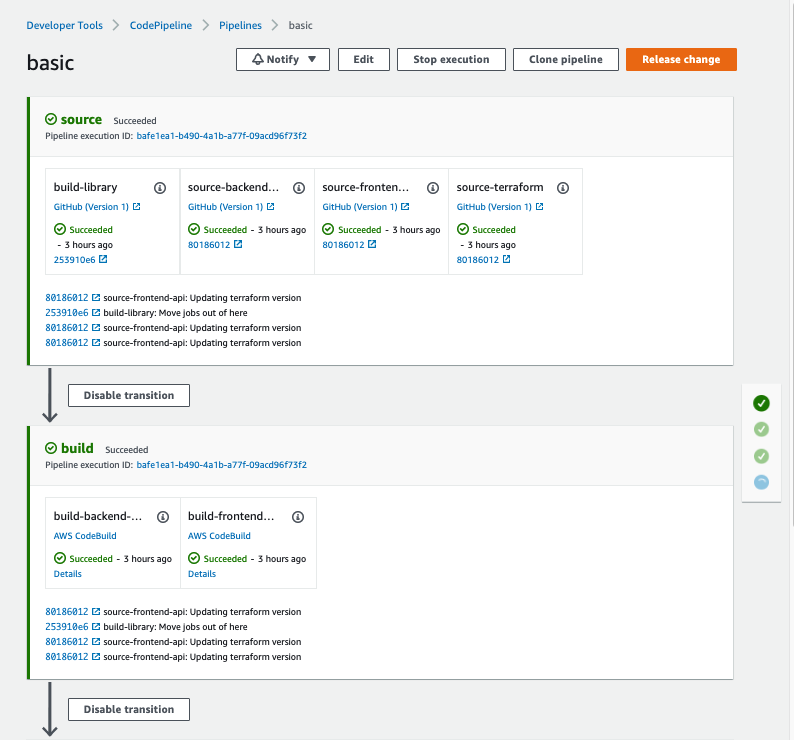 Developer Tools > CodePipeline > Pipelines > basic
basic
Notify ▼
Edit
Stop execution
Clone pipeline
Release change
source Succeeded
Pipeline execution ID: bafe1ea1-b490-4a1b-a77f-09acd96f73f2
build-library
GitHub (Version 1)
Succeeded
- 3 hours ago
253910e6
source-backend...
GitHub (Version 1)
Succeeded - 3 hours ago
80186012
source-fronten...
GitHub (Version 1)
Succeeded - 3 hours ago
80186012
source-terraform
GitHub (Version 1)
Succeeded
- 3 hours ago
80186012
80186012 source-frontend-api: Updating terraform version
253910e6 build-library: Move jobs out of here
80186012 source-frontend-api: Updating terraform version
80186012 source-frontend-api: Updating terraform version
Disable transition
build Succeeded
Pipeline execution ID: bafe1ea1-b490-4a1b-a77f-09acd96f73f2
build-backend-...
AWS CodeBuild
Succeeded - 3 hours ago
Details
build-frontend...
AWS CodeBuild
Succeeded - 3 hours ago
Details
80186012 source-frontend-api: Updating terraform version
253910e6 build-library: Move jobs out of here
80186012 source-frontend-api: Updating terraform version
80186012 source-frontend-api: Updating terraform version
Disable transition